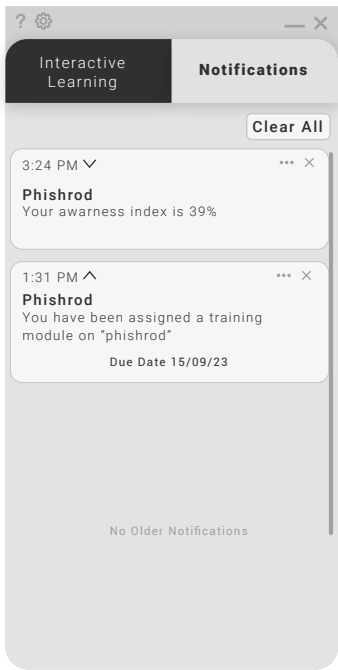 ?
Interactive
Learning
Notifications
Clear All
3:24 PM
Phishrod
Your awarness index is 39%
1:31 PM
Phishrod
You have been assigned a training
module on "phishrod"
Due Date 15/09/23
No Older Notifications